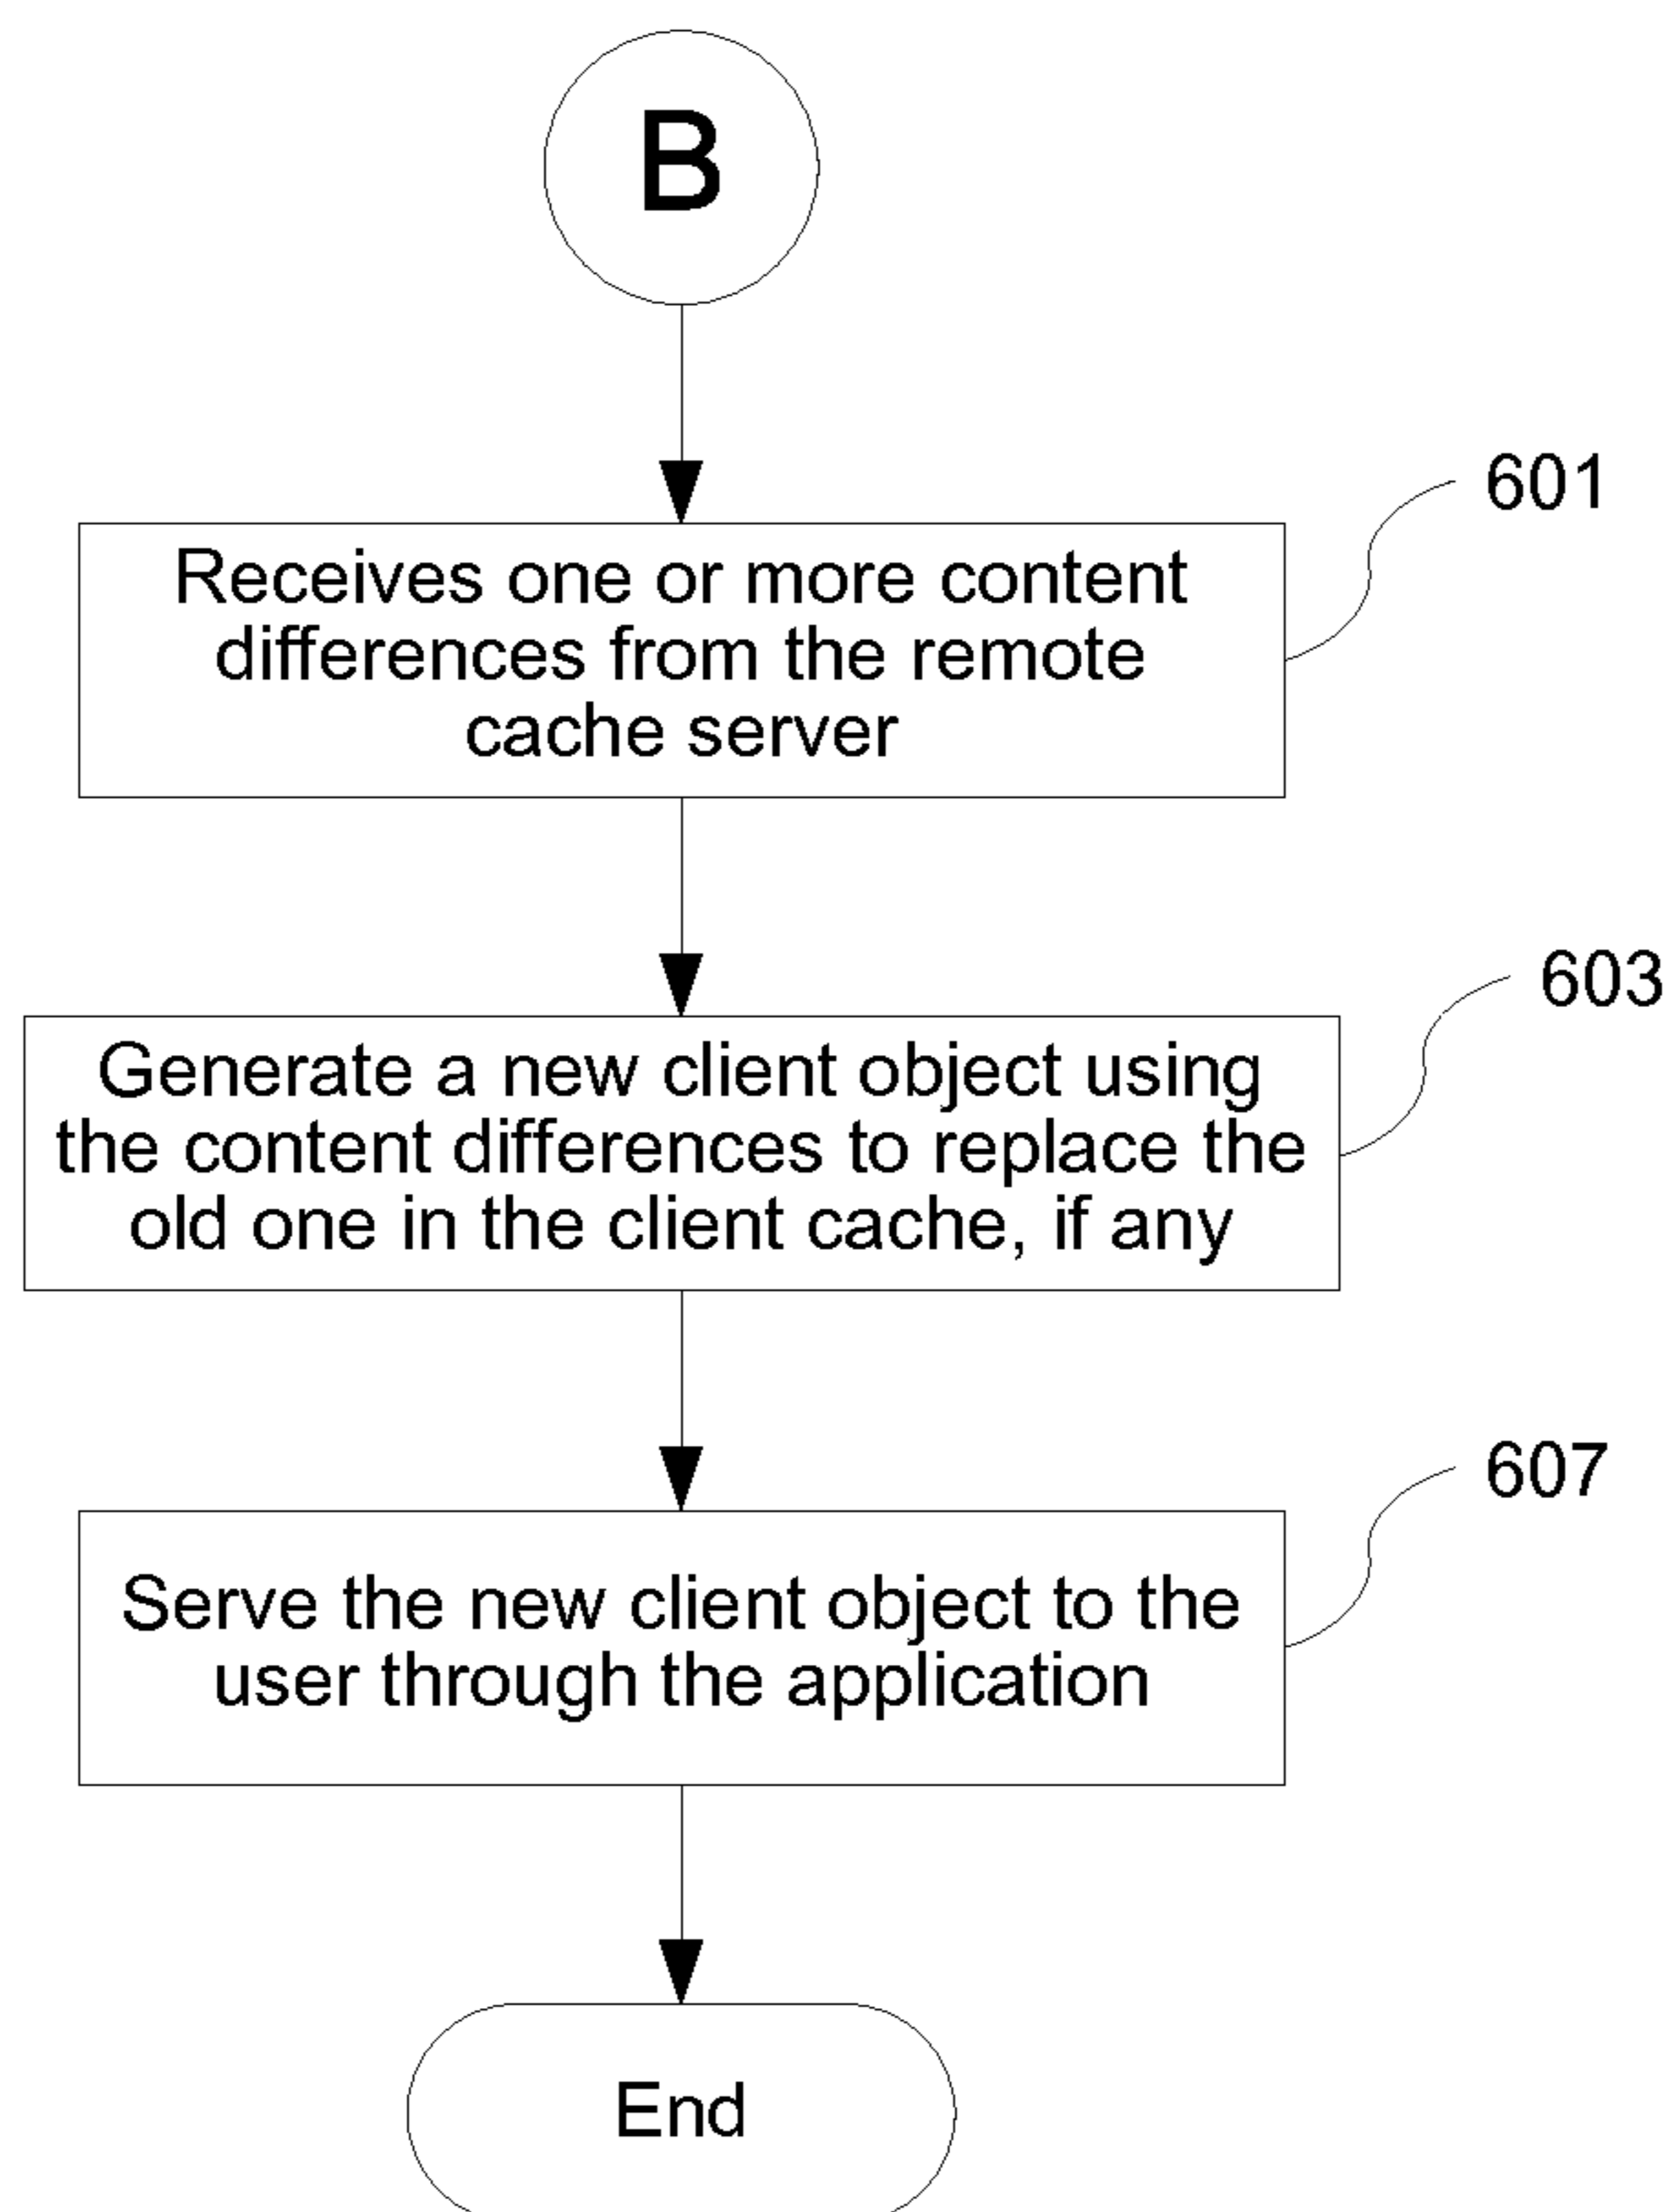 B
601
Receives one or more content
differences from the remote
cache server
603
Generate a new client object using
the content differences to replace the
old one in the client cache, if any
607
Serve the new client object to the
user through the application
End